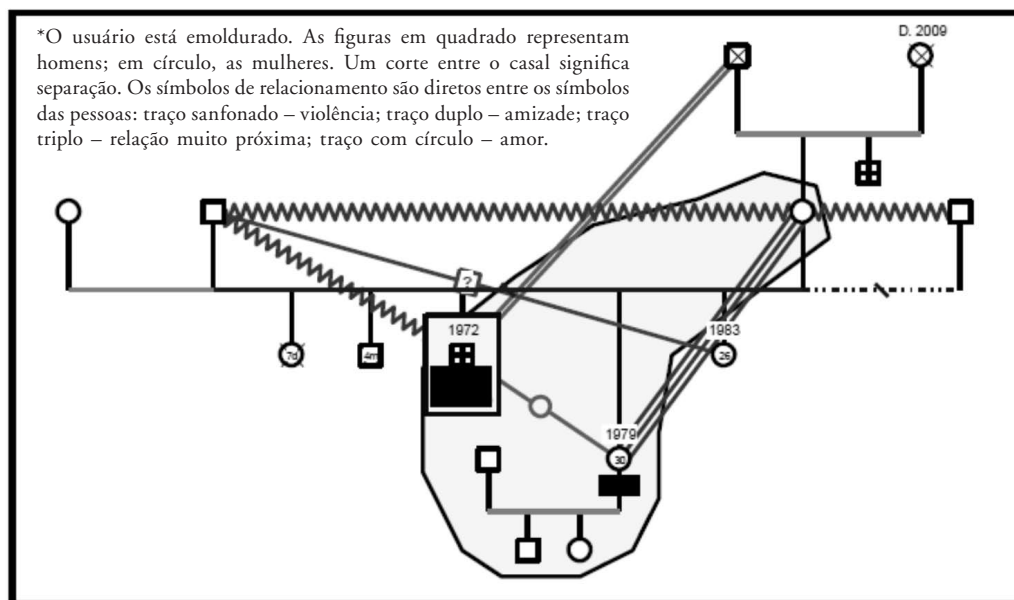 *O usuário está emoldurado. As figuras em quadrado representam
homens; em círculo, as mulheres. Um corte entre o casal significa
separação. Os símbolos de relacionamento são diretos entre os símbolos
das pessoas: traço sanfonado – violência; traço duplo – amizade; traço
triplo – relação muito próxima; traço com círculo – amor.
D. 2009
?
1972
1983
7d
4m
26
1979
30